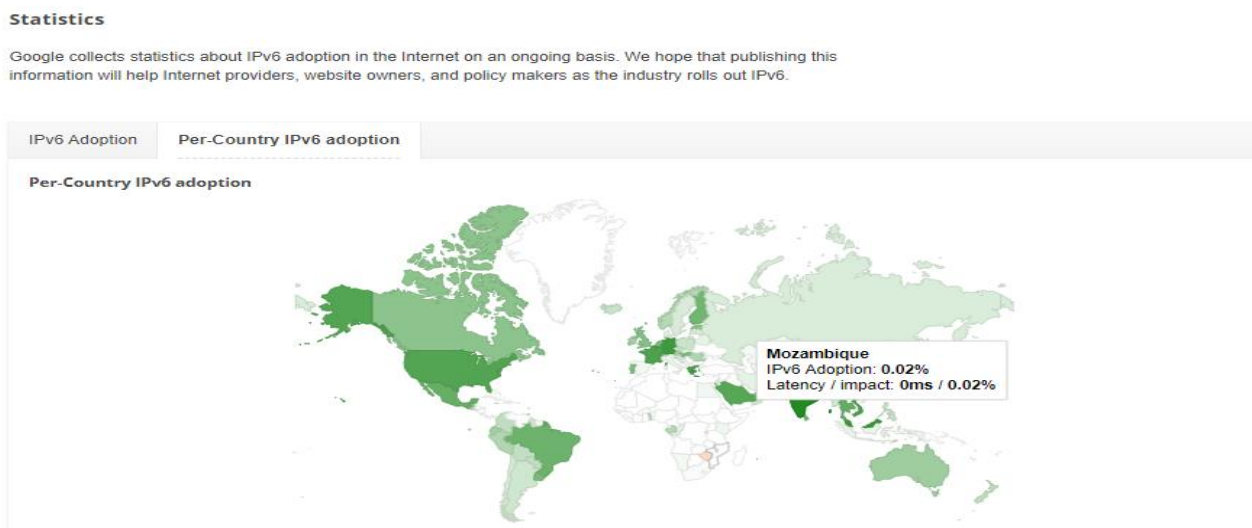 Statistics
Google collects statistics about IPv6 adoption in the Internet on an ongoing basis. We hope that publishing this
information will help Internet providers, website owners, and policy makers as the industry rolls out IPv6.
IPv6 Adoption
Per-Country IPv6 adoption
Per-Country IPv6 adoption
Mozambique
IPv6 Adoption: 0.02%
Latency / impact: 0ms / 0.02%